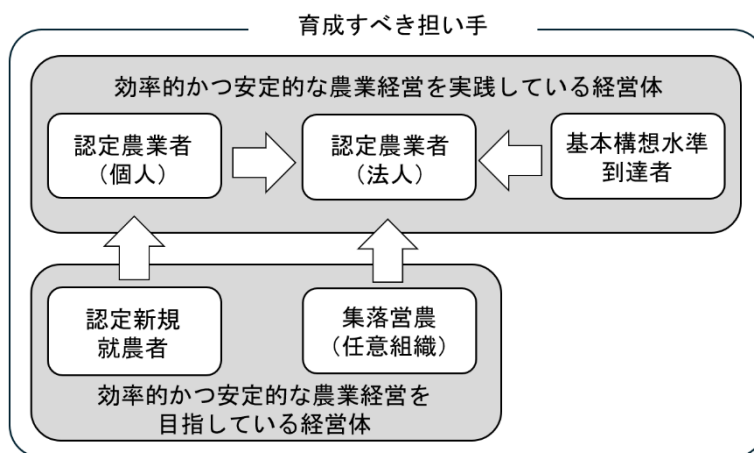 育成すべき担い手
効率的かつ安定的な農業経営を実践している経営体
認定農業者
（個人）
認定農業者
（法人）
基本構想水準
到達者
認定新規
就農者
集落営農
（任意組織）
効率的かつ安定的な農業経営を
目指している経営体